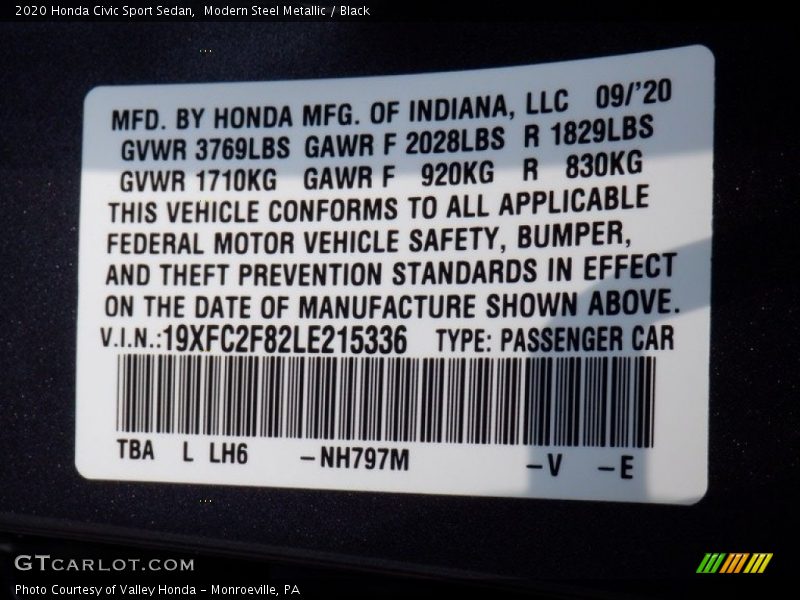 2020 Honda Civic Sport Sedan, Modern Steel Metallic / Black
MFD. BY HONDA MFG. OF INDIANA, LLC 09/'20
GVWR 3769LBS GAWR F 2028LBS R 1829LBS
GVWR 1710KG GAWR F 920KG R 830KG
THIS VEHICLE CONFORMS TO ALL APPLICABLE
FEDERAL MOTOR VEHICLE SAFETY, BUMPER,
AND THEFT PREVENTION STANDARDS IN EFFECT
ON THE DATE OF MANUFACTURE SHOWN ABOVE.
V.I.N.:19XFC2F82LE215336 TYPE: PASSENGER CAR
TBA L LH6 –NH797M –V –E
GTCARLOT.COM
Photo Courtesy of Valley Honda – Monroeville, PA